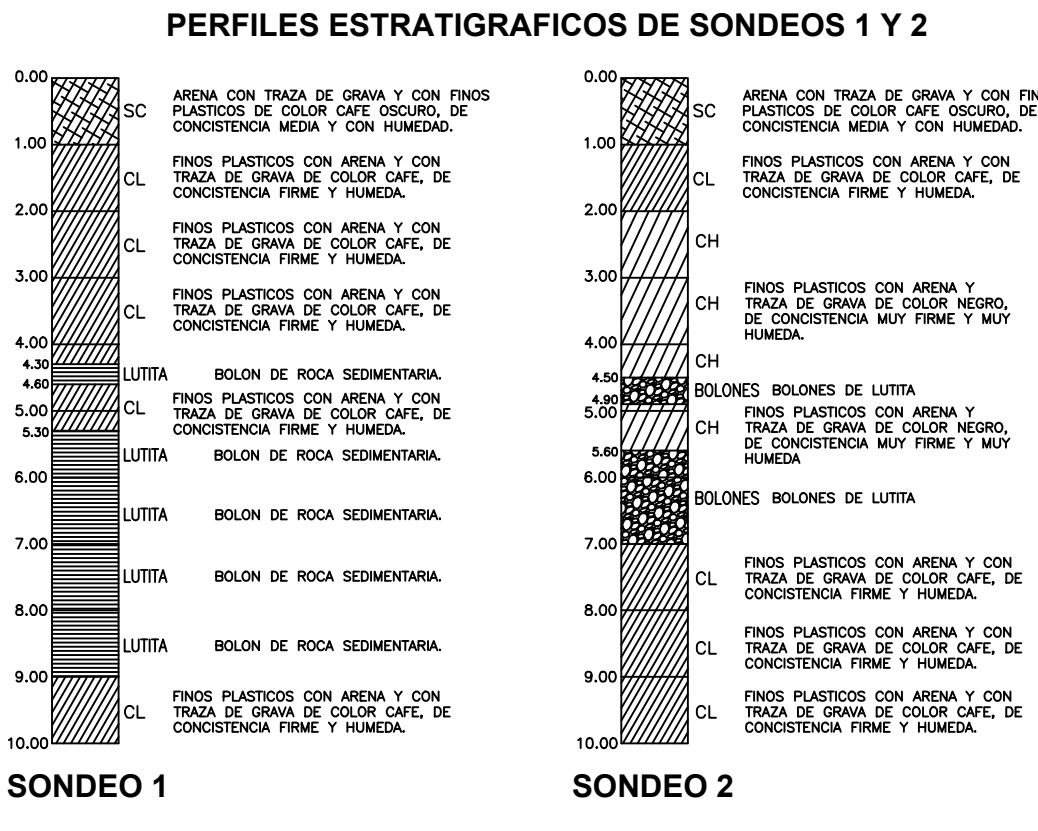 PERFILES ESTRATIGRAFICOS DE SONDEOS 1 Y 2
0.00
SC
ARENA CON TRAZA DE GRAVA Y CON FINOS
PLASTICOS DE COLOR CAFE OSCURO, DE
CONCISTENCIA MEDIA Y CON HUMEDAD.
1.00
CL
FINOS PLASTICOS CON ARENA Y CON
TRAZA DE GRAVA DE COLOR CAFE, DE
CONCISTENCIA FIRME Y HUMEDA.
2.00
CL
FINOS PLASTICOS CON ARENA Y CON
TRAZA DE GRAVA DE COLOR CAFE, DE
CONCISTENCIA FIRME Y HUMEDA.
3.00
CL
FINOS PLASTICOS CON ARENA Y CON
TRAZA DE GRAVA DE COLOR CAFE, DE
CONCISTENCIA FIRME Y HUMEDA.
4.00
4.30
LUTITA BOLON DE ROCA SEDIMENTARIA.
4.60
CL
FINOS PLASTICOS CON ARENA Y CON
TRAZA DE GRAVA DE COLOR CAFE, DE
CONCISTENCIA FIRME Y HUMEDA.
5.00
5.30
LUTITA BOLON DE ROCA SEDIMENTARIA.
6.00
LUTITA BOLON DE ROCA SEDIMENTARIA.
7.00
LUTITA BOLON DE ROCA SEDIMENTARIA.
8.00
LUTITA BOLON DE ROCA SEDIMENTARIA.
9.00
CL
FINOS PLASTICOS CON ARENA Y CON
TRAZA DE GRAVA DE COLOR CAFE, DE
CONCISTENCIA FIRME Y HUMEDA.
10.00
SONDEO 1
0.00
SC
ARENA CON TRAZA DE GRAVA Y CON FIN
PLASTICOS DE COLOR CAFE OSCURO, DE
CONCISTENCIA MEDIA Y CON HUMEDAD.
1.00
CL
FINOS PLASTICOS CON ARENA Y CON
TRAZA DE GRAVA DE COLOR CAFE, DE
CONCISTENCIA FIRME Y HUMEDA.
2.00
CH
3.00
CH
FINOS PLASTICOS CON ARENA Y
TRAZA DE GRAVA DE COLOR NEGRO,
DE CONCISTENCIA MUY FIRME Y MUY
HUMEDA.
4.00
CH
4.50
BOLONES BOLONES DE LUTITA
4.90
5.00
CH
FINOS PLASTICOS CON ARENA Y
TRAZA DE GRAVA DE COLOR NEGRO,
DE CONCISTENCIA MUY FIRME Y MUY
HUMEDA
5.60
6.00
BOLONES BOLONES DE LUTITA
7.00
CL
FINOS PLASTICOS CON ARENA Y CON
TRAZA DE GRAVA DE COLOR CAFE, DE
CONCISTENCIA FIRME Y HUMEDA.
8.00
CL
FINOS PLASTICOS CON ARENA Y CON
TRAZA DE GRAVA DE COLOR CAFE, DE
CONCISTENCIA FIRME Y HUMEDA.
9.00
CL
FINOS PLASTICOS CON ARENA Y CON
TRAZA DE GRAVA DE COLOR CAFE, DE
CONCISTENCIA FIRME Y HUMEDA.
10.00
SONDEO 2